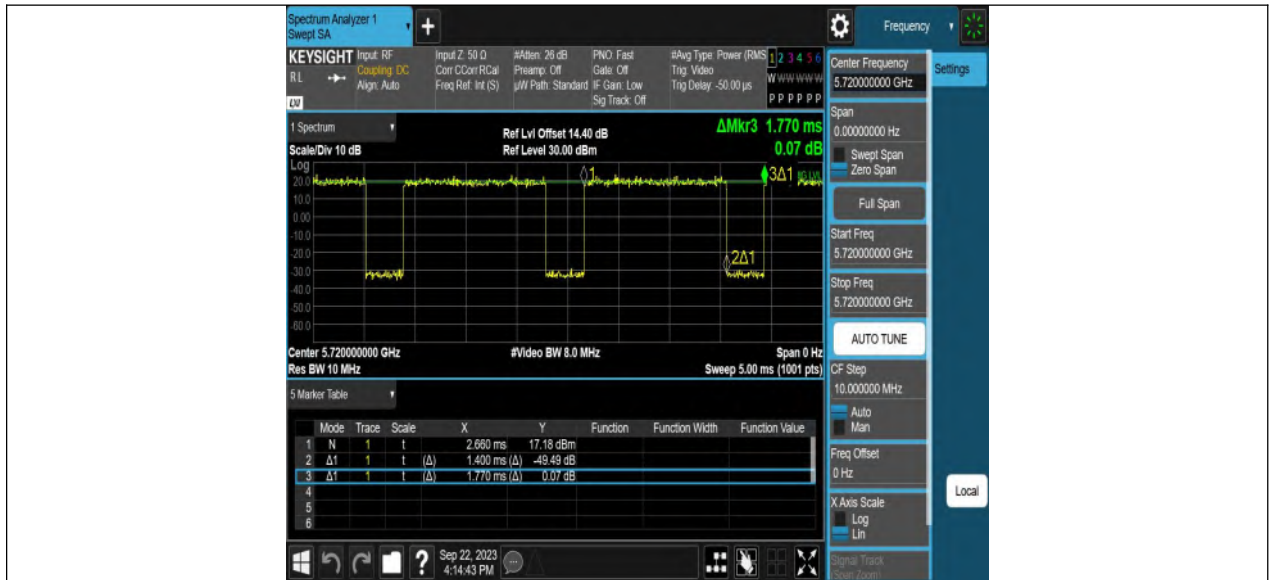 Spectrum Analyzer 1
Swept SA
+
Frequency
KEYSIGHT Input: RF
RL Coupling: DC
Align: Auto
LXI
Input Z: 50 Ω
Corr CCorr RCal
Freq Ref: Int (S)
#Atten: 26 dB
Preamp: Off
µW Path: Standard
PNO: Fast
Gate: Off
IF Gain: Low
Sig Track: Off
#Avg Type: Power (RMS
Trig: Video
Trig Delay: -50.00 µs
1 2 3 4 5 6
W W W W W W
P P P P P P
1 Spectrum
Scale/Div 10 dB
Ref Lvl Offset 14.40 dB
Ref Level 30.00 dBm
ΔMkr3 1.770 ms
0.07 dB
Log
20.0
10.0
0.00
-10.0
-20.0
-30.0
-40.0
-50.0
-60.0
1
2Δ1
3Δ1
Center 5.720000000 GHz
Res BW 10 MHz
#Video BW 8.0 MHz
Span 0 Hz
Sweep 5.00 ms (1001 pts)
5 Marker Table
Mode Trace Scale X Y Function Function Width Function Value
1 N 1 t 2.660 ms 17.18 dBm
2 Δ1 1 t (Δ) 1.400 ms (Δ) -49.49 dB
3 Δ1 1 t (Δ) 1.770 ms (Δ) 0.07 dB
4
5
6
? Sep 22, 2023
4:14:43 PM
Center Frequency
5.720000000 GHz
Span
0.00000000 Hz
Swept Span
Zero Span
Full Span
Start Freq
5.720000000 GHz
Stop Freq
5.720000000 GHz
AUTO TUNE
CF Step
10.000000 MHz
Auto
Man
Freq Offset
0 Hz
X Axis Scale
Log
Lin
Signal Track
(Span Zoom)
Settings
Local